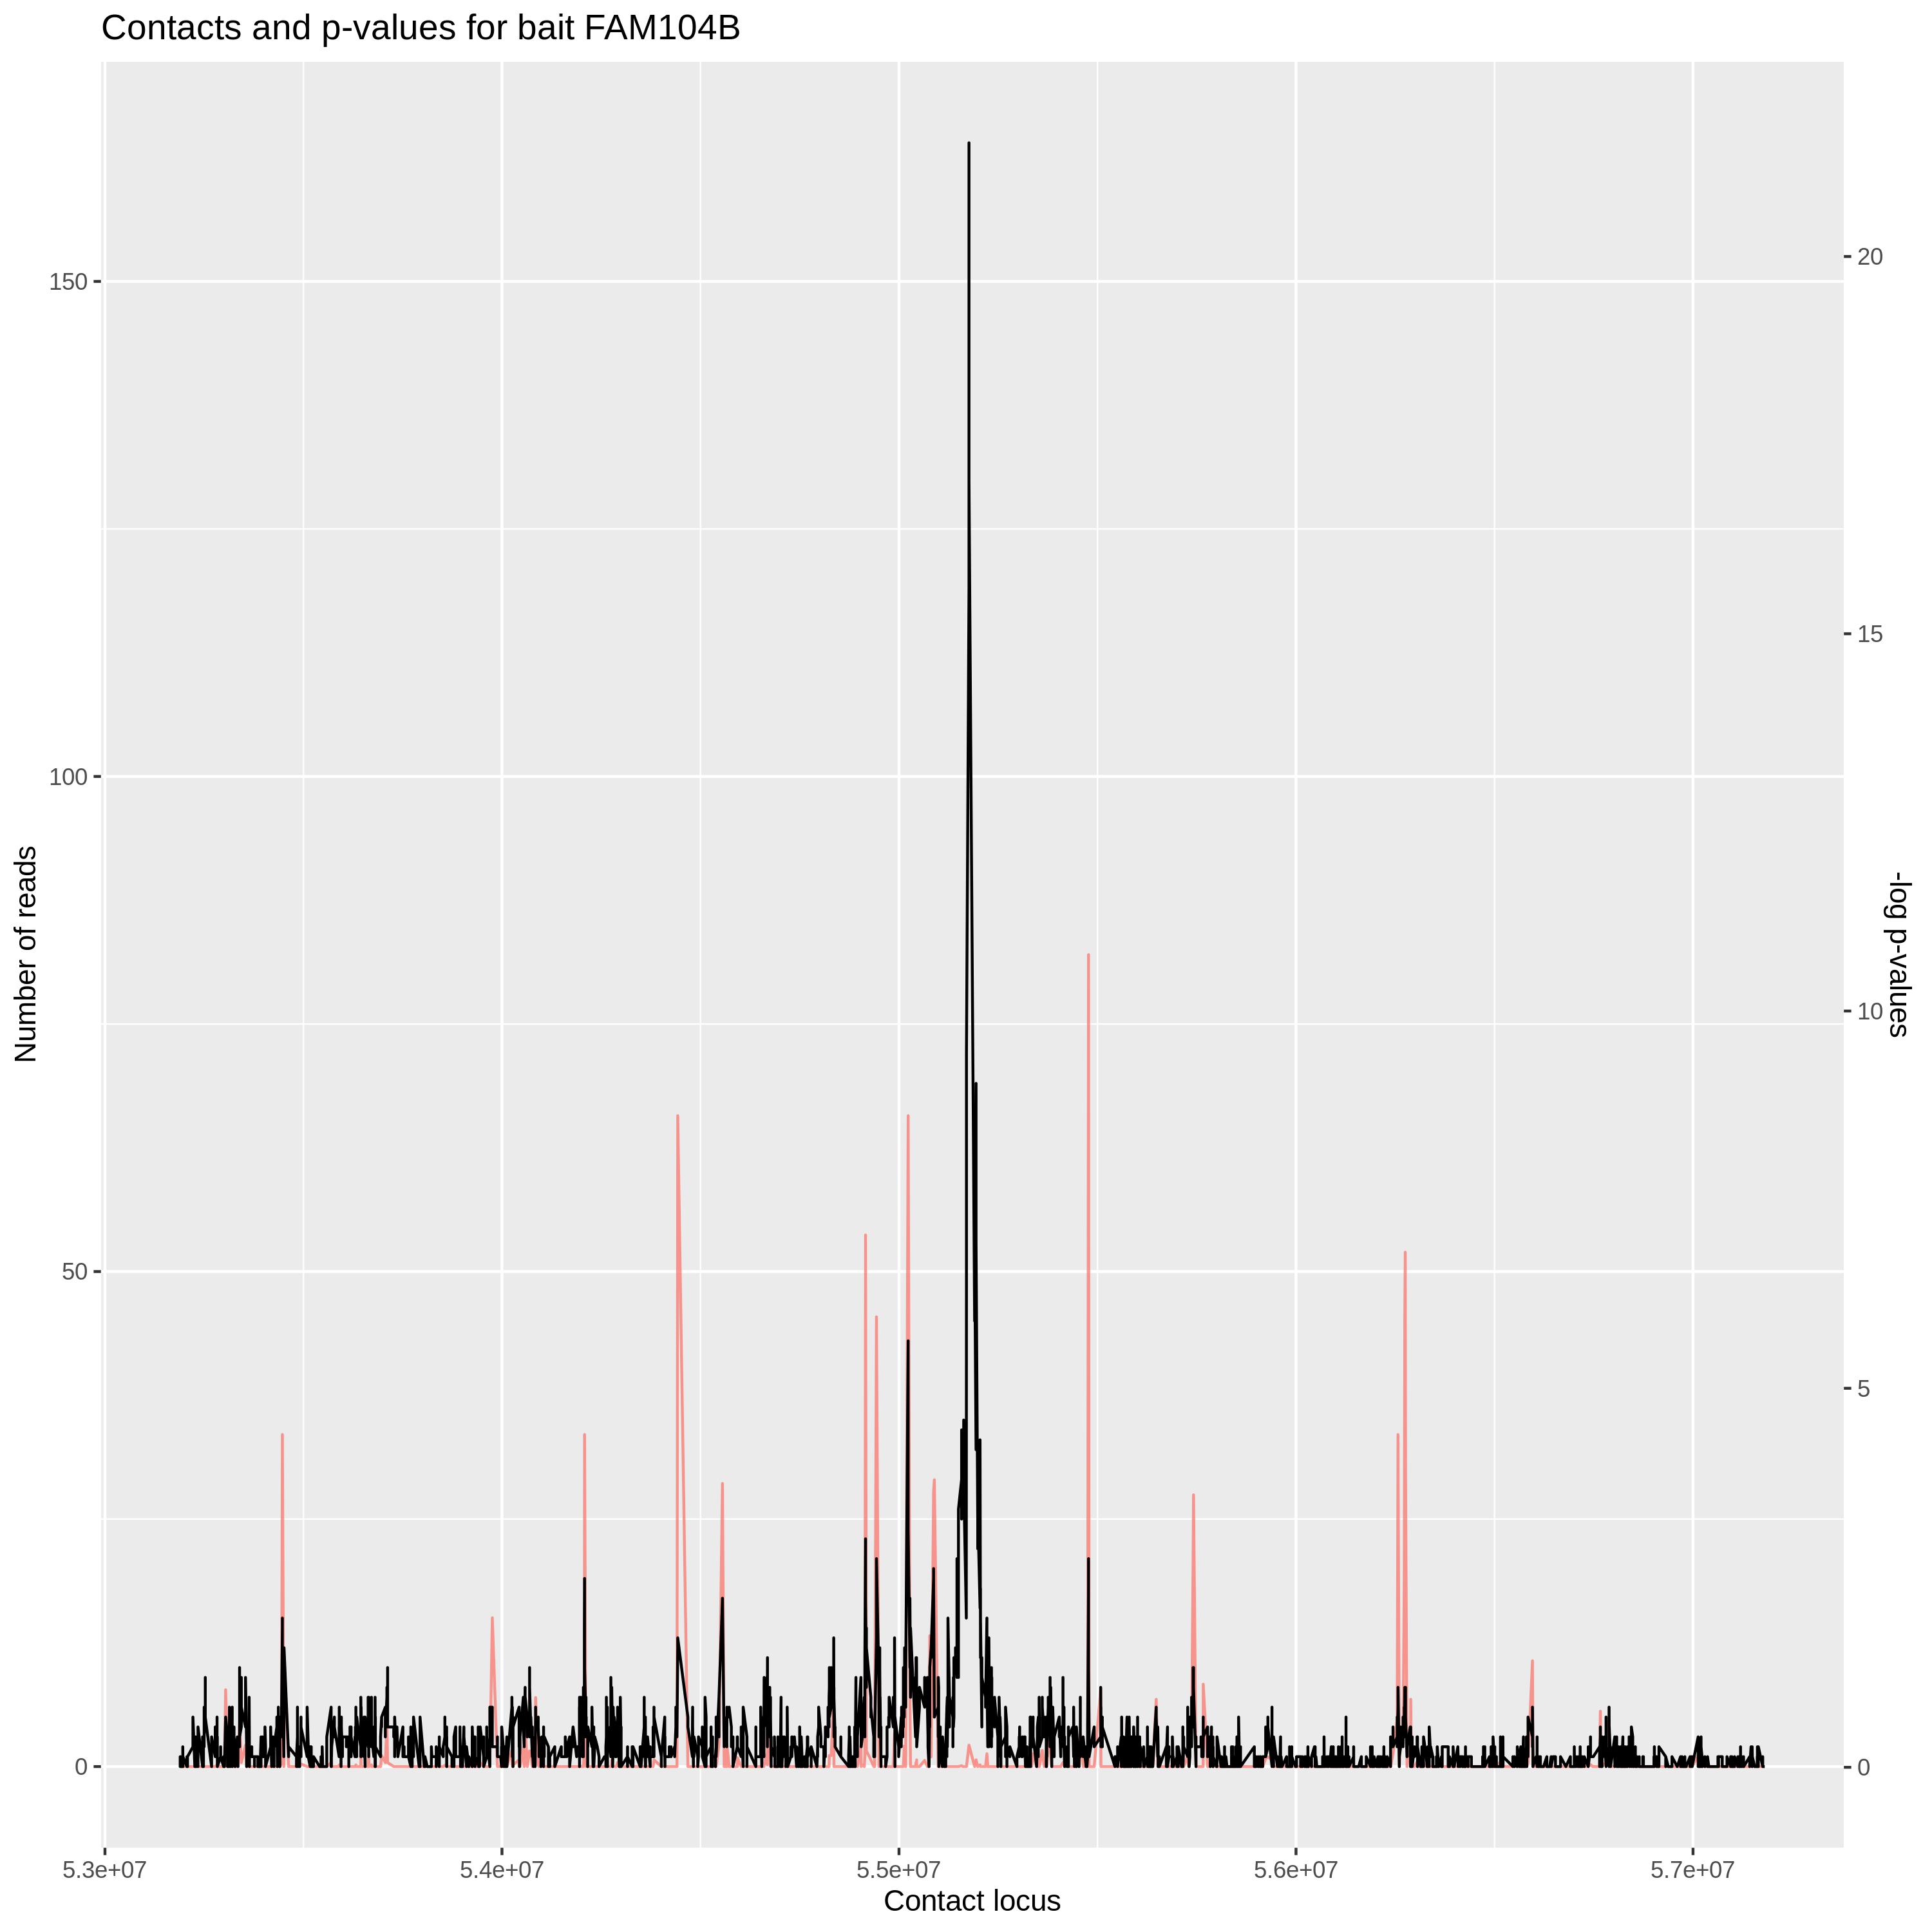 Contacts and p-values for bait FAM104B
150
100
50
0
Number of reads
20
15
10
5
0
-log p-values
5.3e+07
5.4e+07
5.5e+07
5.6e+07
5.7e+07
Contact locus